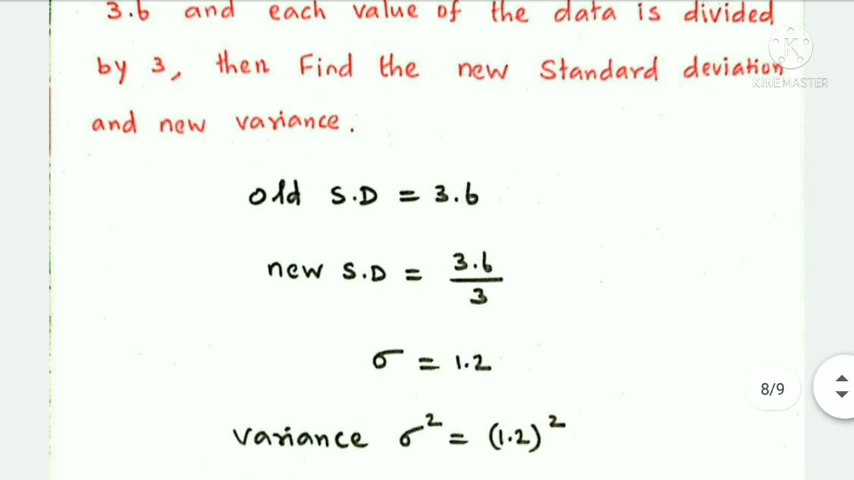 3.6 and each value of the data is divided
by 3, then Find the new Standard deviation
and new variance.
KINEMASTER
old S.D = 3.6
new S.D = 3.6/3
σ = 1.2
8/9
variance σ² = (1.2)²